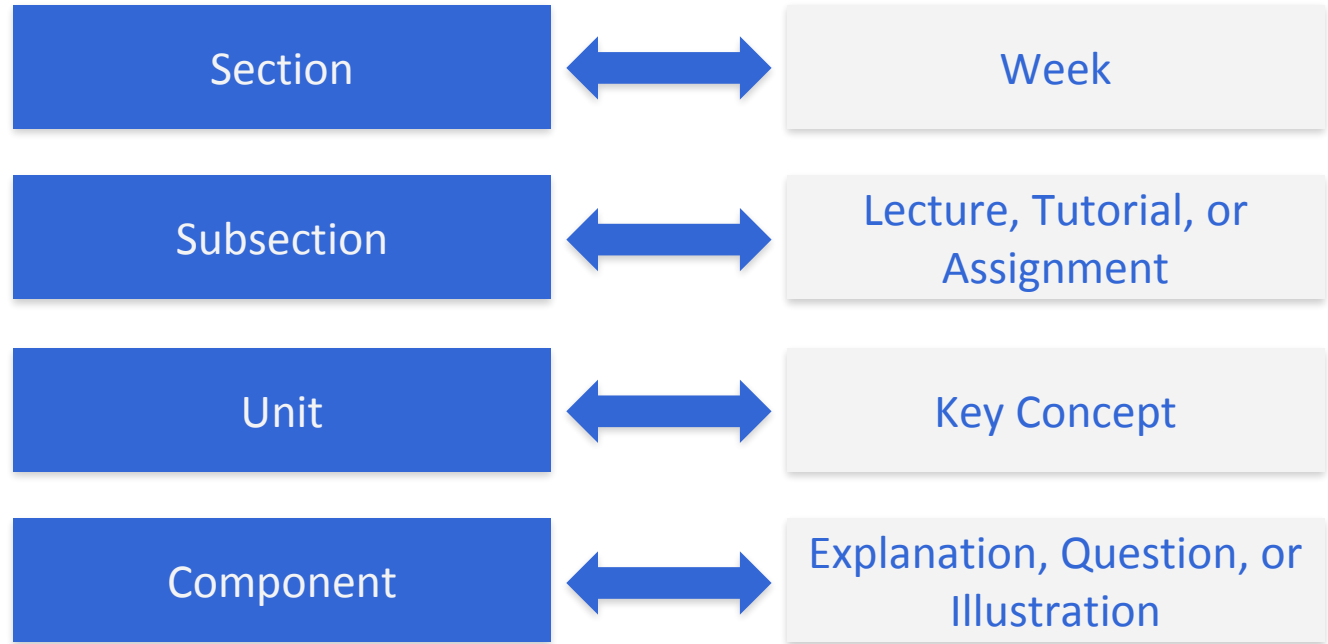 Section
Week
Subsection
Lecture, Tutorial, or
Assignment
Unit
Key Concept
Component
Explanation, Question, or
Illustration